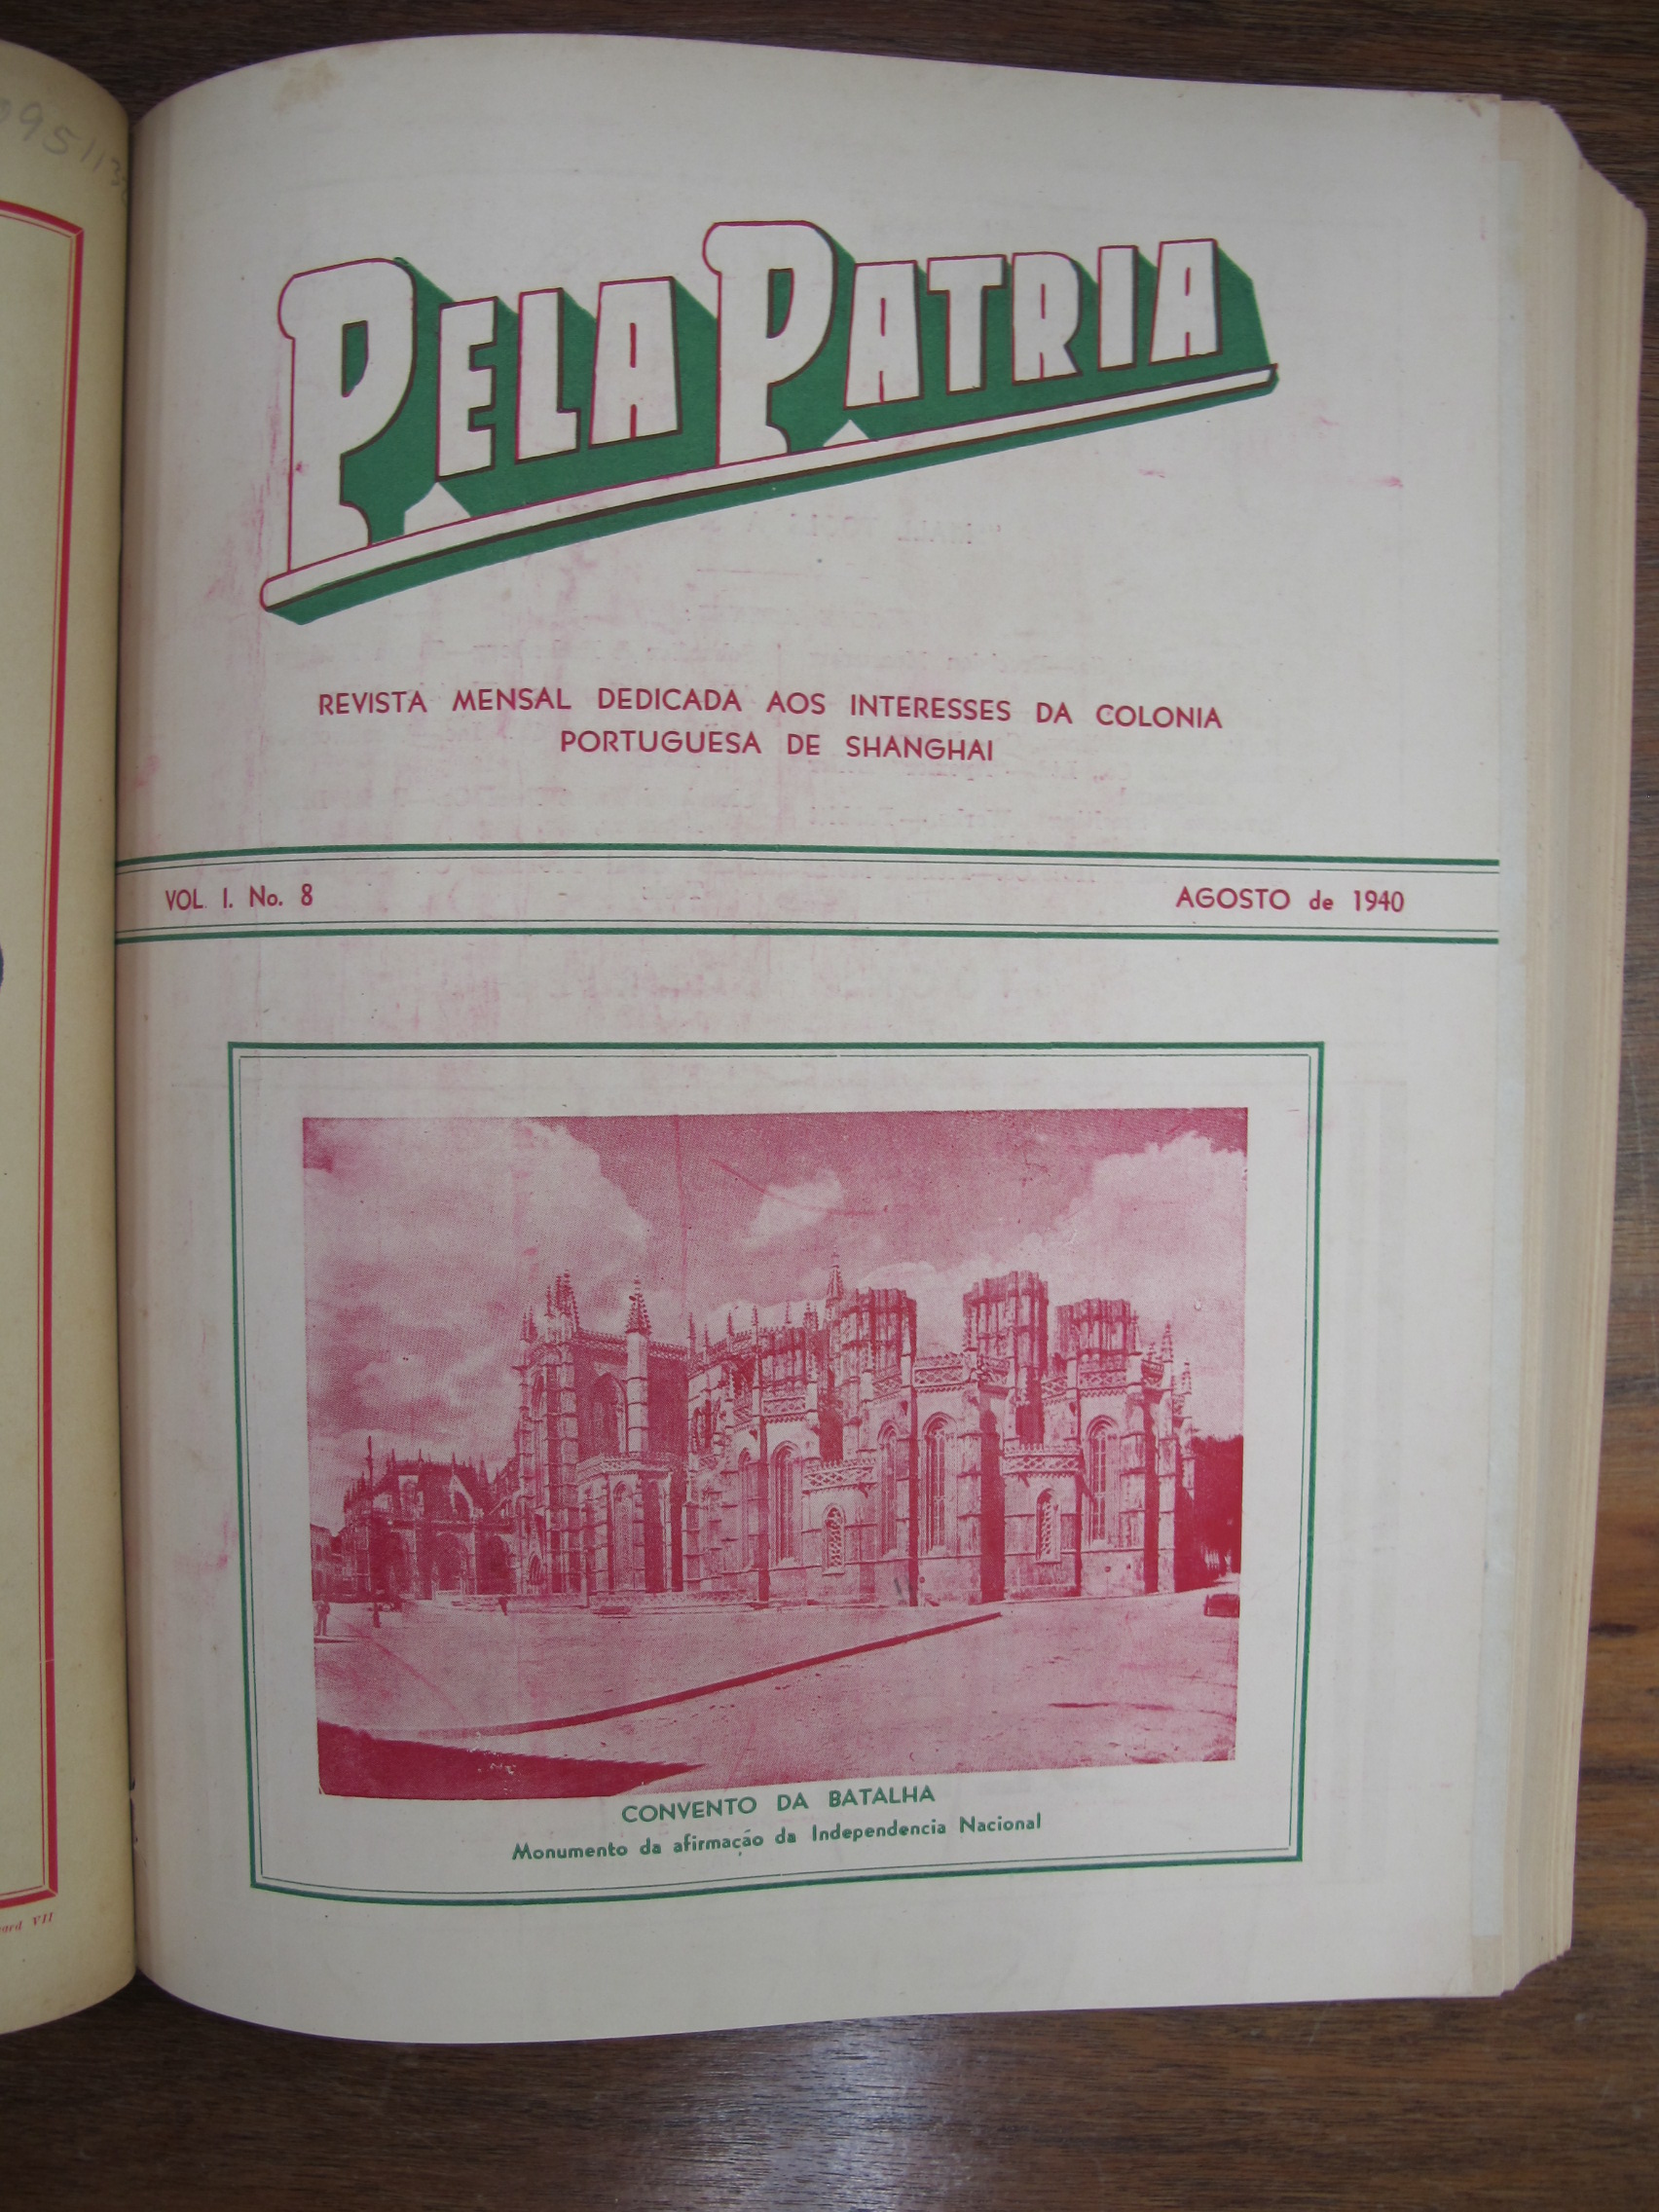 PELA PATRIA
REVISTA MENSAL DEDICADA AOS INTERESSES DA COLONIA
PORTUGUESA DE SHANGHAI
VOL. I. No. 8
AGOSTO de 1940
CONVENTO DA BATALHA
Monumento da afirmação da Independencia Nacional
VII